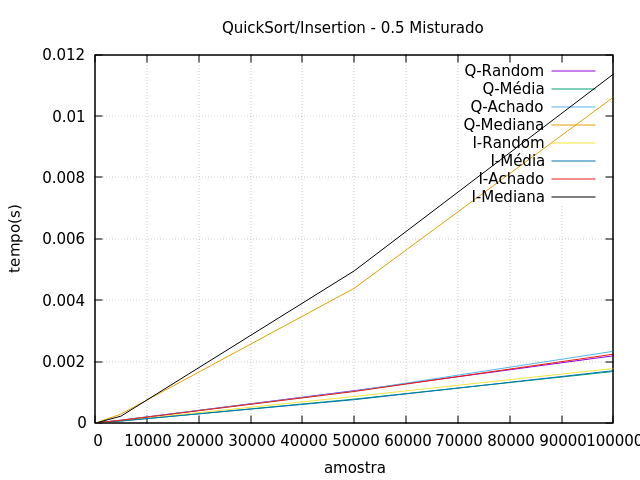 QuickSort/Insertion - 0.5 Misturado
0.012
0.01
0.008
0.006
0.004
0.002
0
tempo(s)
Q-Random
Q-Média
Q-Achado
Q-Mediana
I-Random
I-Média
I-Achado
I-Mediana
0 10000 20000 30000 40000 50000 60000 70000 80000 90000 100000
amostra